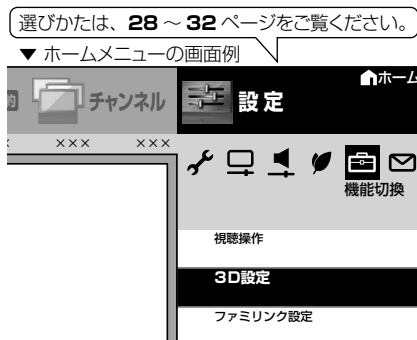 選びかたは、28～32ページをご覧ください。
▼ ホームメニューの画面例
チャンネル
設定
ホーム
××× ×××
機能切換
視聴操作
3D設定
ファミリンク設定